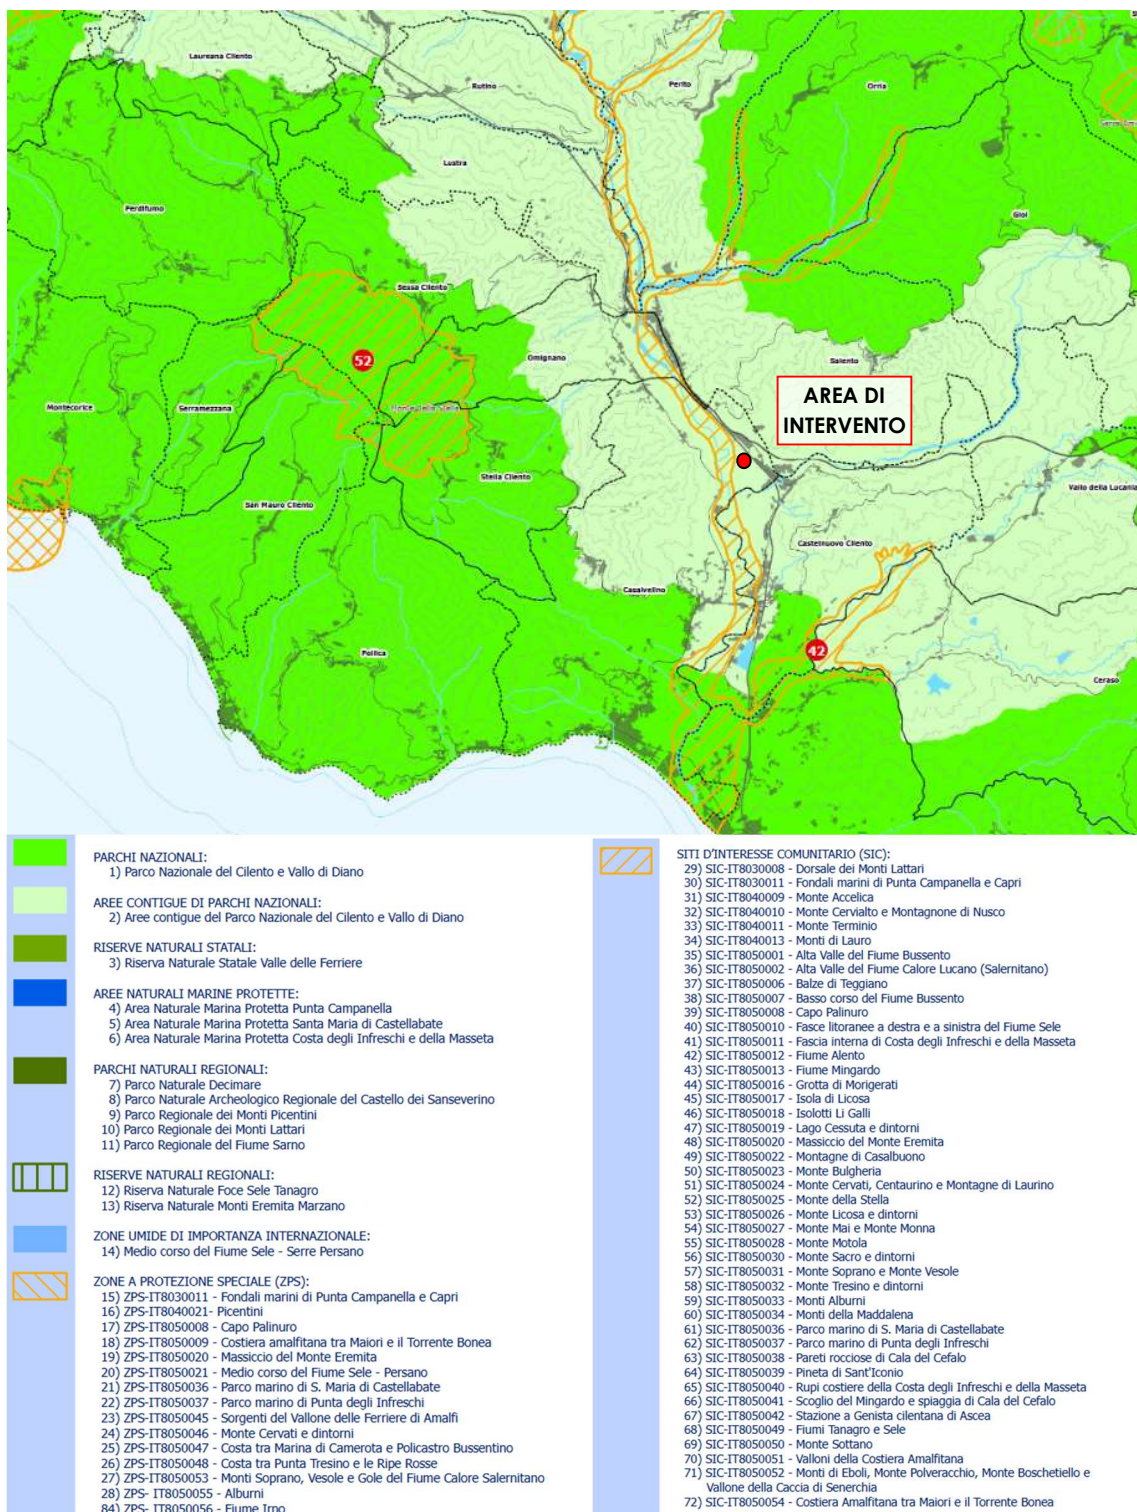 Laureana Cilento
Rutino
Perito
Orria
Lustra
Perdifumo
Gioi
Sessa Cilento
Omignano
Salento
52
AREA DI
INTERVENTO
Montecorice
Serramezzana
Monte della Stella
Stella Cilento
Vallo della Lucania
San Mauro Cilento
Castelnuovo Cilento
Casalvelino
Pollica
42
Ceraso
PARCHI NAZIONALI:
1) Parco Nazionale del Cilento e Vallo di Diano
AREE CONTIGUE DI PARCHI NAZIONALI:
2) Aree contigue del Parco Nazionale del Cilento e Vallo di Diano
RISERVE NATURALI STATALI:
3) Riserva Naturale Statale Valle delle Ferriere
AREE NATURALI MARINE PROTETTE:
4) Area Naturale Marina Protetta Punta Campanella
5) Area Naturale Marina Protetta Santa Maria di Castellabate
6) Area Naturale Marina Protetta Costa degli Infreschi e della Masseta
PARCHI NATURALI REGIONALI:
7) Parco Naturale Decimare
8) Parco Naturale Archeologico Regionale del Castello dei Sanseverino
9) Parco Regionale dei Monti Picentini
10) Parco Regionale dei Monti Lattari
11) Parco Regionale del Fiume Sarno
RISERVE NATURALI REGIONALI:
12) Riserva Naturale Foce Sele Tanagro
13) Riserva Naturale Monti Eremita Marzano
ZONE UMIDE DI IMPORTANZA INTERNAZIONALE:
14) Medio corso del Fiume Sele - Serre Persano
ZONE A PROTEZIONE SPECIALE (ZPS):
15) ZPS-IT8030011 - Fondali marini di Punta Campanella e Capri
16) ZPS-IT8040021- Picentini
17) ZPS-IT8050008 - Capo Palinuro
18) ZPS-IT8050009 - Costiera amalfitana tra Maiori e il Torrente Bonea
19) ZPS-IT8050020 - Massiccio del Monte Eremita
20) ZPS-IT8050021 - Medio corso del Fiume Sele - Persano
21) ZPS-IT8050036 - Parco marino di S. Maria di Castellabate
22) ZPS-IT8050037 - Parco marino di Punta degli Infreschi
23) ZPS-IT8050045 - Sorgenti del Vallone delle Ferriere di Amalfi
24) ZPS-IT8050046 - Monte Cervati e dintorni
25) ZPS-IT8050047 - Costa tra Marina di Camerota e Policastro Bussentino
26) ZPS-IT8050048 - Costa tra Punta Tresino e le Ripe Rosse
27) ZPS-IT8050053 - Monti Soprano, Vesole e Gole del Fiume Calore Salernitano
28) ZPS- IT8050055 - Alburni
84) ZPS- IT8050056 - Fiume Irno
SITI D'INTERESSE COMUNITARIO (SIC):
29) SIC-IT8030008 - Dorsale dei Monti Lattari
30) SIC-IT8030011 - Fondali marini di Punta Campanella e Capri
31) SIC-IT8040009 - Monte Accelica
32) SIC-IT8040010 - Monte Cervialto e Montagnone di Nusco
33) SIC-IT8040011 - Monte Terminio
34) SIC-IT8040013 - Monti di Lauro
35) SIC-IT8050001 - Alta Valle del Fiume Bussento
36) SIC-IT8050002 - Alta Valle del Fiume Calore Lucano (Salernitano)
37) SIC-IT8050006 - Balze di Teggiano
38) SIC-IT8050007 - Basso corso del Fiume Bussento
39) SIC-IT8050008 - Capo Palinuro
40) SIC-IT8050010 - Fasce litoranee a destra e a sinistra del Fiume Sele
41) SIC-IT8050011 - Fascia interna di Costa degli Infreschi e della Masseta
42) SIC-IT8050012 - Fiume Alento
43) SIC-IT8050013 - Fiume Mingardo
44) SIC-IT8050016 - Grotta di Morigerati
45) SIC-IT8050017 - Isola di Licosa
46) SIC-IT8050018 - Isolotti Li Galli
47) SIC-IT8050019 - Lago Cessuta e dintorni
48) SIC-IT8050020 - Massiccio del Monte Eremita
49) SIC-IT8050022 - Montagne di Casalbuono
50) SIC-IT8050023 - Monte Bulgheria
51) SIC-IT8050024 - Monte Cervati, Centaurino e Montagne di Laurino
52) SIC-IT8050025 - Monte della Stella
53) SIC-IT8050026 - Monte Licosa e dintorni
54) SIC-IT8050027 - Monte Mai e Monte Monna
55) SIC-IT8050028 - Monte Motola
56) SIC-IT8050030 - Monte Sacro e dintorni
57) SIC-IT8050031 - Monte Soprano e Monte Vesole
58) SIC-IT8050032 - Monte Tresino e dintorni
59) SIC-IT8050033 - Monti Alburni
60) SIC-IT8050034 - Monti della Maddalena
61) SIC-IT8050036 - Parco marino di S. Maria di Castellabate
62) SIC-IT8050037 - Parco marino di Punta degli Infreschi
63) SIC-IT8050038 - Pareti rocciose di Cala del Cefalo
64) SIC-IT8050039 - Pineta di Sant'Iconio
65) SIC-IT8050040 - Rupi costiere della Costa degli Infreschi e della Masseta
66) SIC-IT8050041 - Scoglio del Mingardo e spiaggia di Cala del Cefalo
67) SIC-IT8050042 - Stazione a Genista cilentana di Ascea
68) SIC-IT8050049 - Fiumi Tanagro e Sele
69) SIC-IT8050050 - Monte Sottano
70) SIC-IT8050051 - Valloni della Costiera Amalfitana
71) SIC-IT8050052 - Monti di Eboli, Monte Polveracchio, Monte Boschetiello e
Vallone della Caccia di Senerchia
72) SIC-IT8050054 - Costiera Amalfitana tra Maiori e il Torrente Bonea